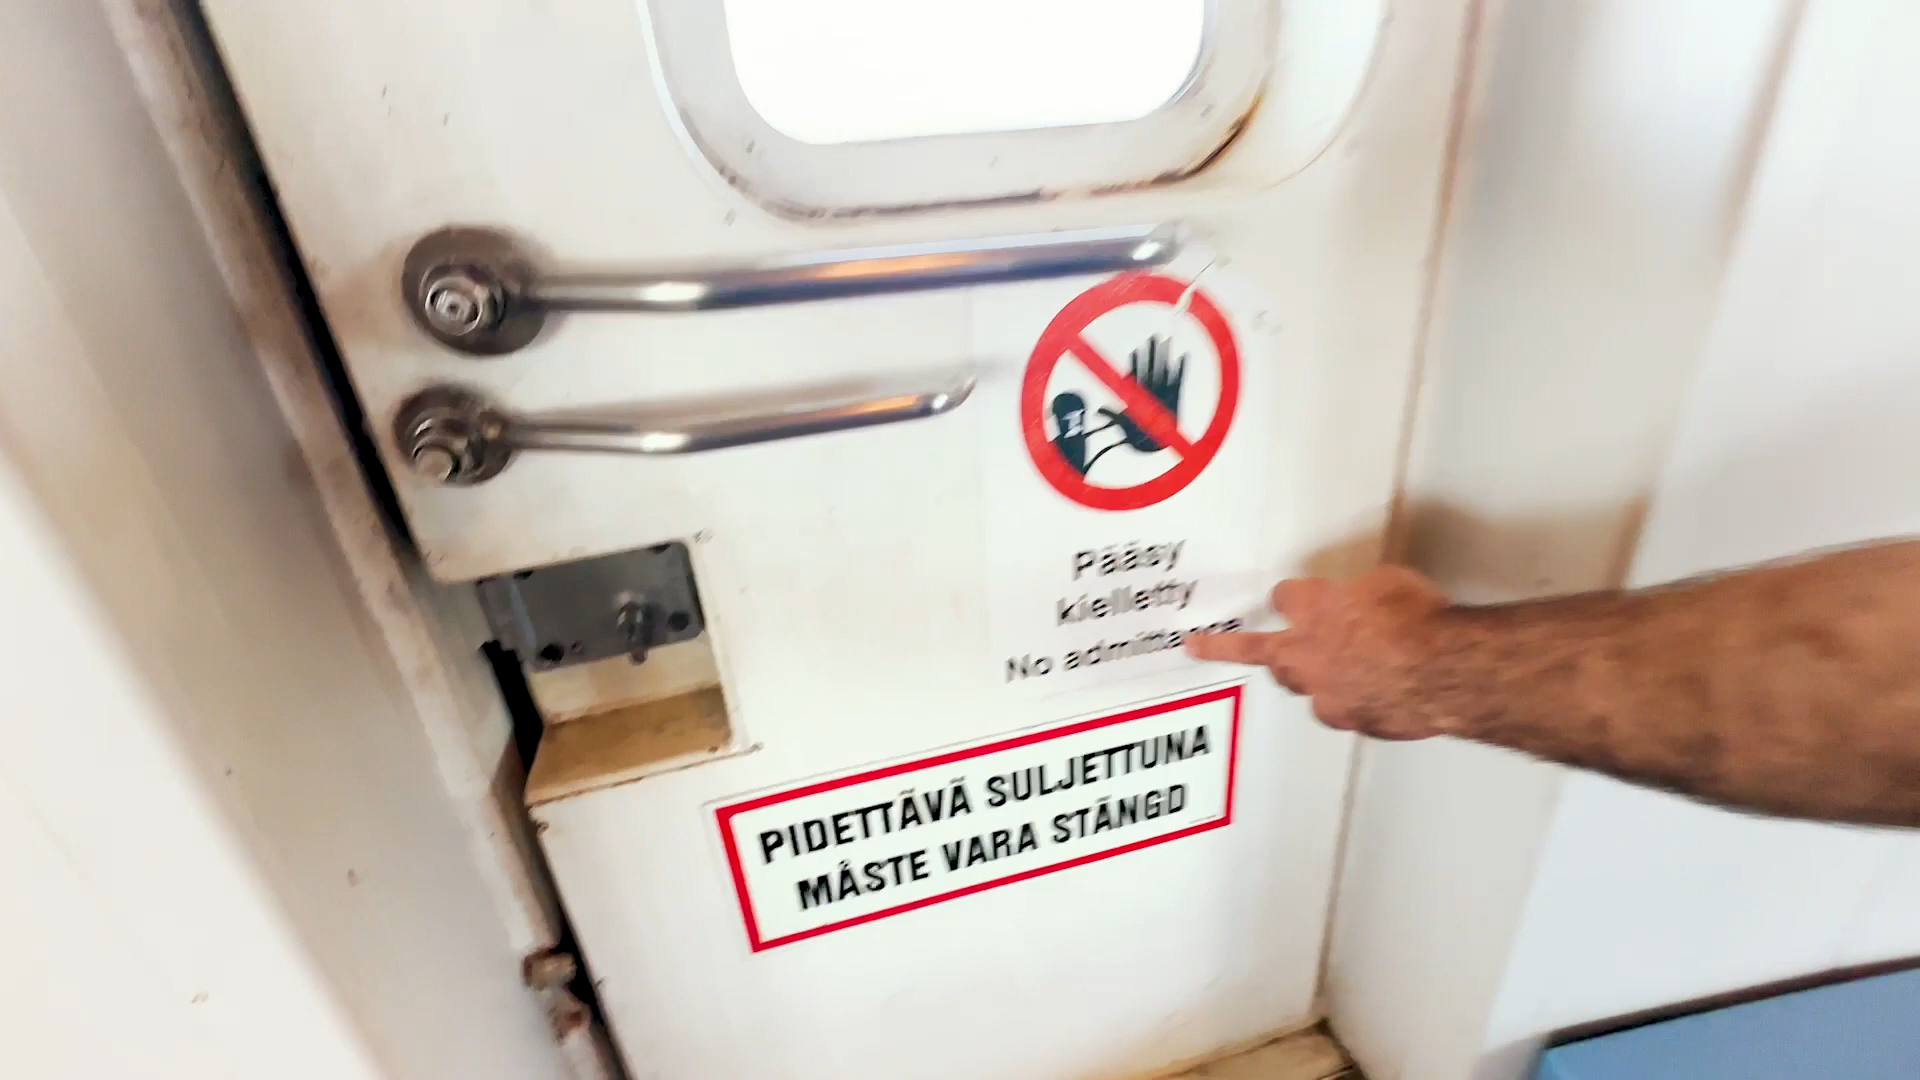 Pääsy
kielletty
No admittance
PIDETTÄVÄ SULJETTUNA
MÅSTE VARA STÄNGD